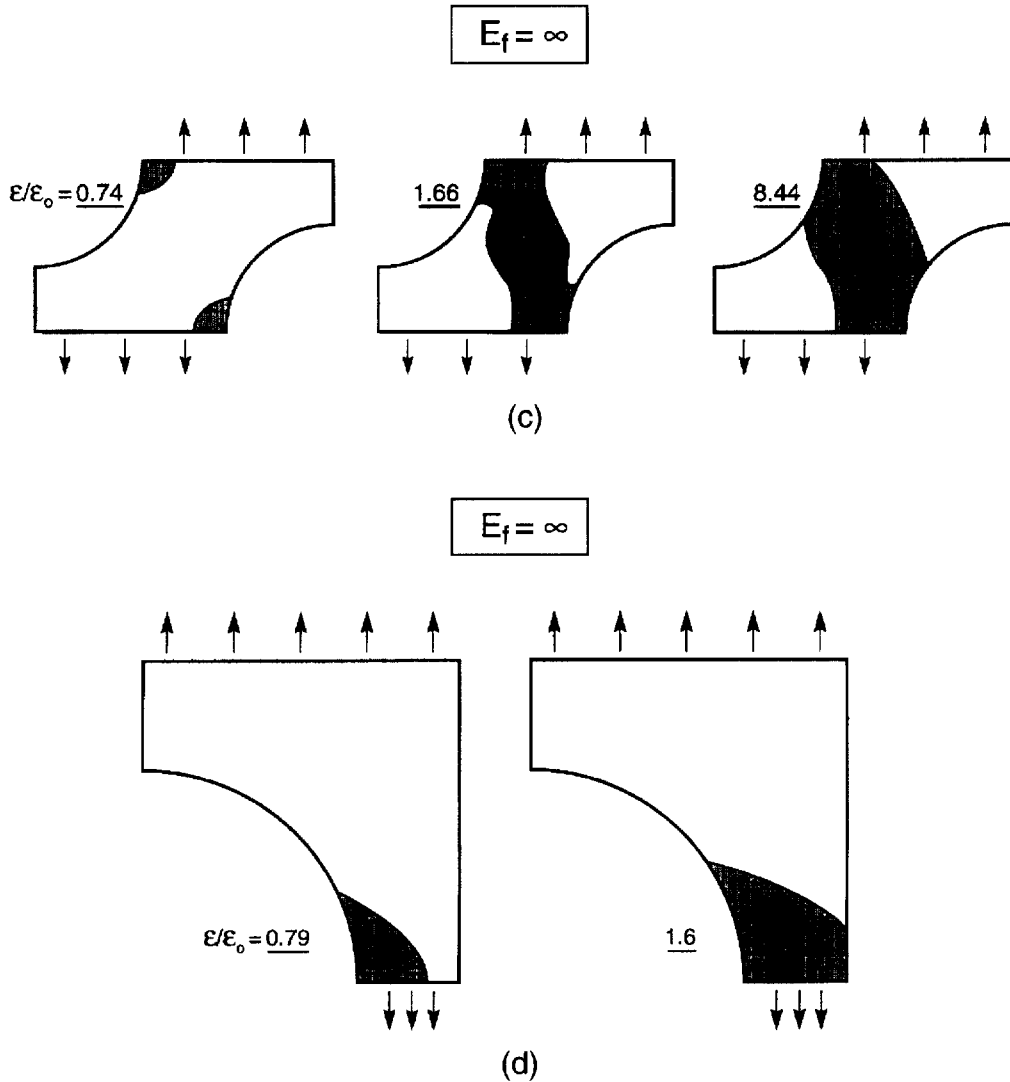 E_f = ∞
ε/ε_o = 0.74
1.66
8.44
(c)
E_f = ∞
ε/ε_o = 0.79
1.6
(d)